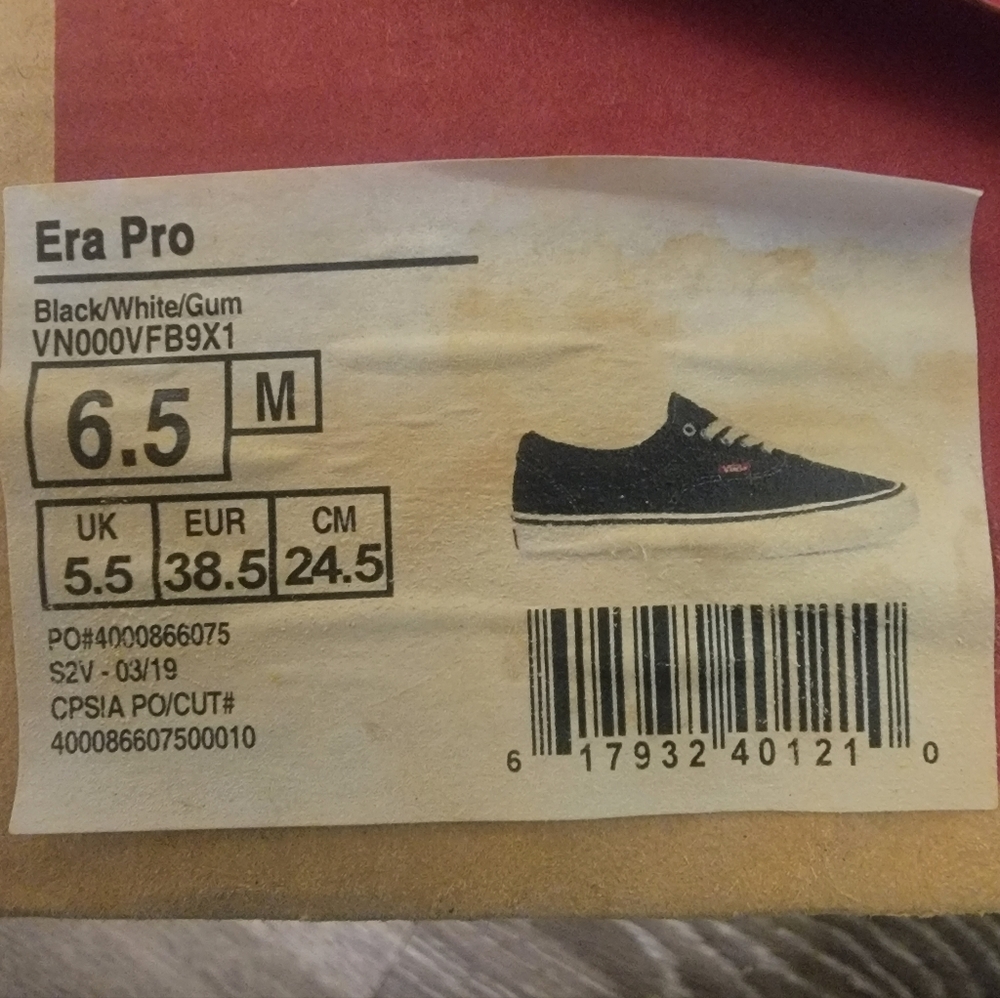 Era Pro
Black/White/Gum
VN000VFB9X1
6.5 M
UK EUR CM
5.5 38.5 24.5
PO#4000866075
S2V - 03/19
CPSIA PO/CUT#
400086607500010
VANS
6 17932 40121 0